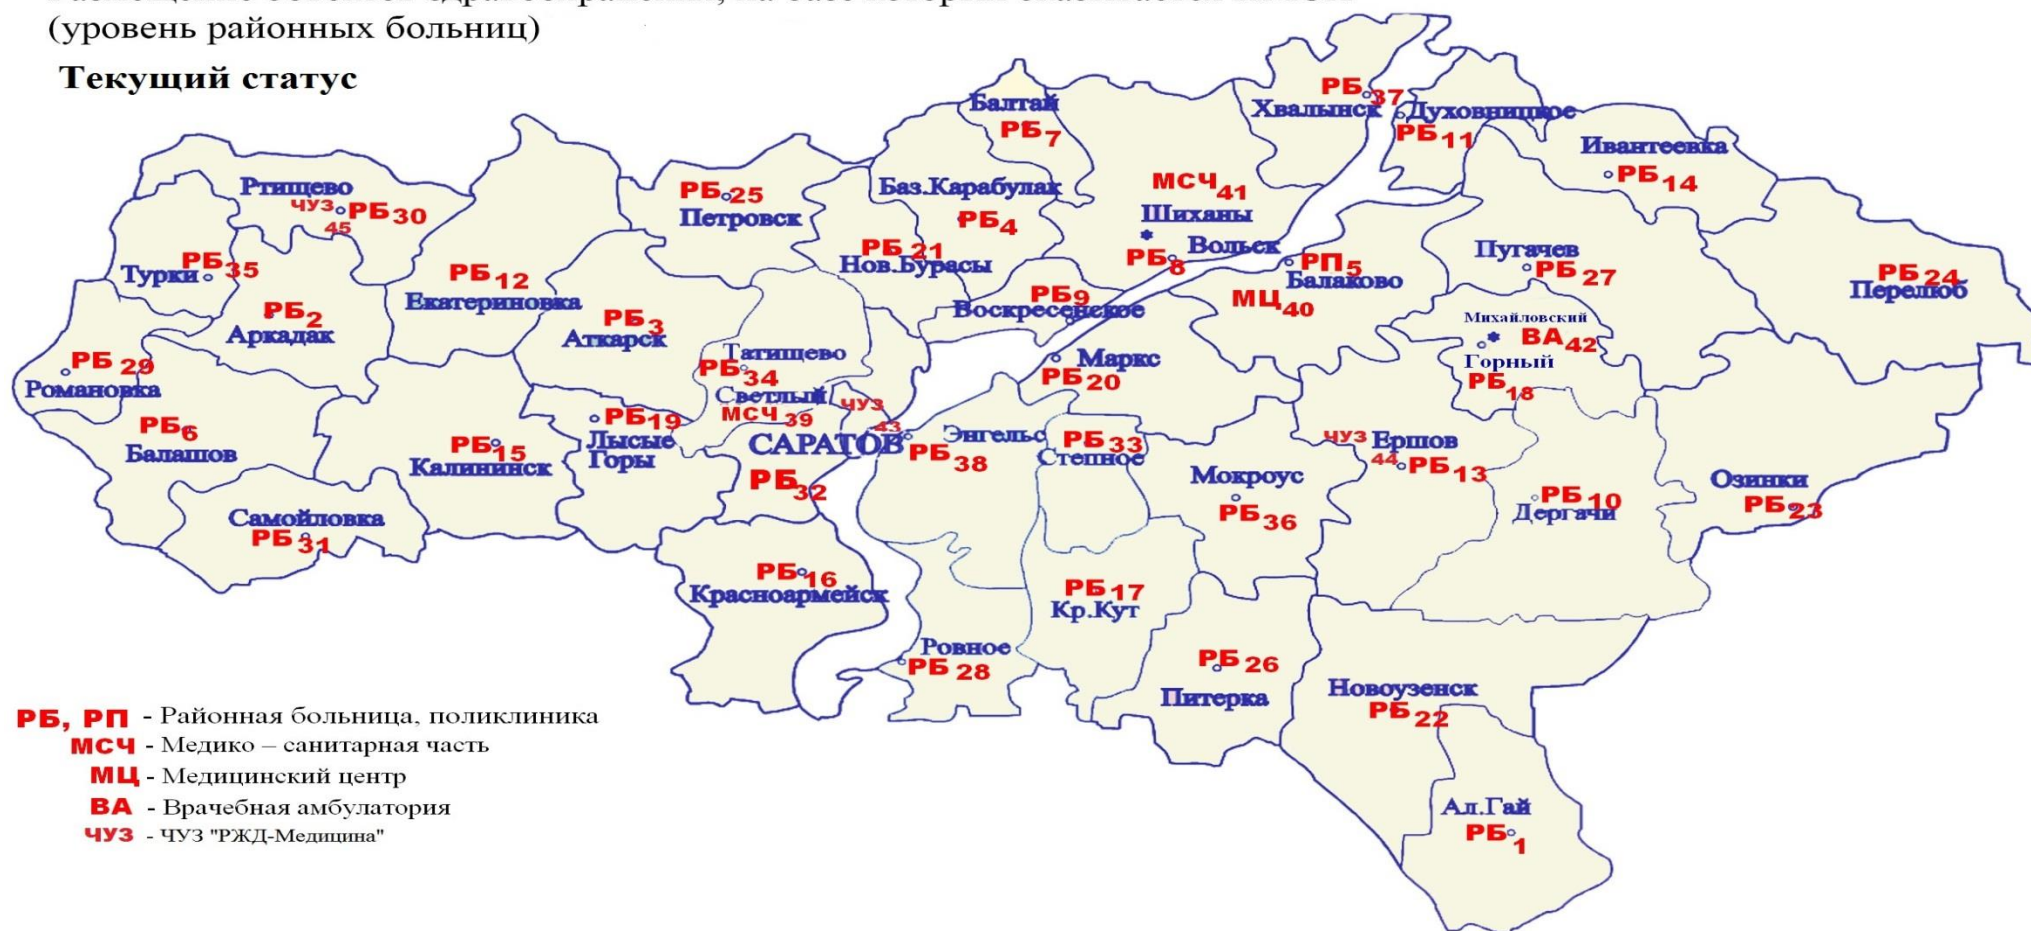 (уровень районных больниц)
Текущий статус
РБ 37
Хвалынск
Духовницкое
РБ 11
Балтай
РБ 7
Ивантеевка
РБ 14
Ртищево
ЧУЗ РБ 30
45
РБ 25
Петровск
Баз.Карабулак
РБ 4
МСЧ 41
Шиханы
Вольск
РБ 8
РБ 35
Турки
РБ 12
Екатериновка
РБ 21
Нов.Бурасы
РП 5
Балаково
МЦ 40
Пугачев
РБ 27
РБ 24
Перелюб
РБ 2
Аркадак
РБ 3
Аткарск
РБ 9
Воскресенское
Михайловский
ВА 42
Горный
РБ 18
РБ 29
Романовка
Татищево
РБ 34
Светлый
МСЧ 39
ЧУЗ
43
Маркс
РБ 20
РБ 6
Балашов
РБ 15
Калининск
РБ 19
Лысые
Горы
САРАТОВ
РБ 32
Энгельс
РБ 38
РБ 33
Степное
Мокроус
РБ 36
ЧУЗ Ершов
44 РБ 13
РБ 10
Дергачи
Озинки
РБ 23
Самойловка
РБ 31
РБ 16
Красноармейск
РБ 17
Кр.Кут
Ровное
РБ 28
РБ 26
Питерка
Новоузенск
РБ 22
Ал.Гай
РБ 1
РБ, РП - Районная больница, поликлиника
МСЧ - Медико – санитарная часть
МЦ - Медицинский центр
ВА - Врачебная амбулатория
ЧУЗ - ЧУЗ "РЖД-Медицина"